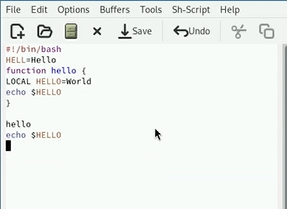 File Edit Options Buffers Tools Sh-Script Help
Save Undo
#!/bin/bash
HELL=Hello
function hello {
LOCAL HELLO=World
echo $HELLO
}
hello
echo $HELLO